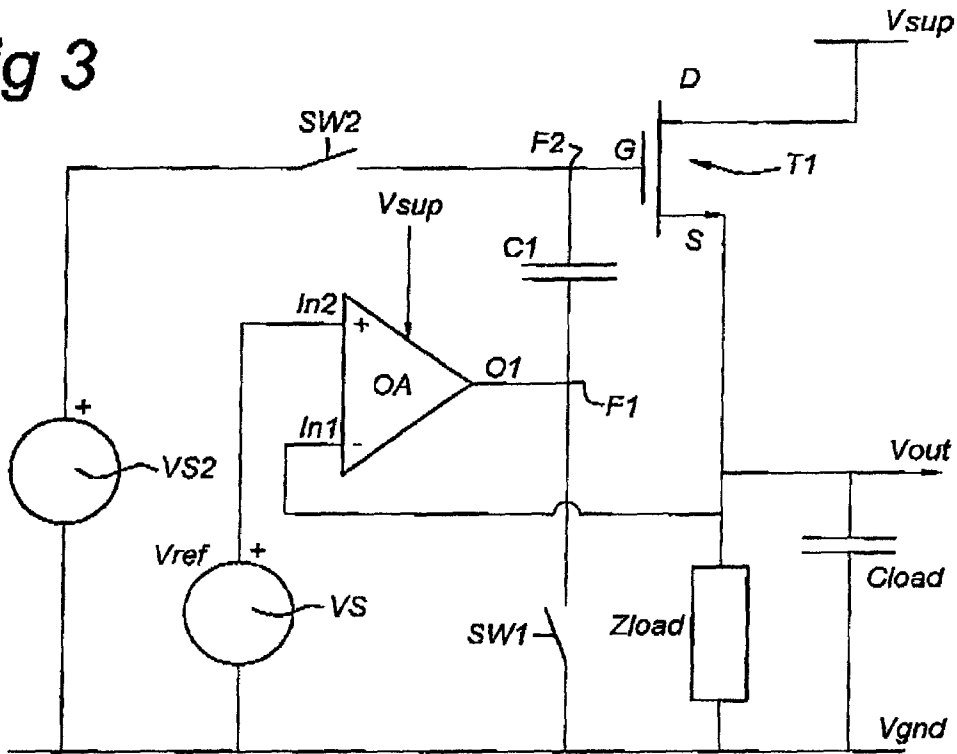 g 3
Vsup
D
SW2
F2
G
T1
Vsup
S
C1
In2
+
OA
O1
F1
In1
-
+
VS2
Vout
Vref
+
VS
Cload
SW1
Zload
Vgnd